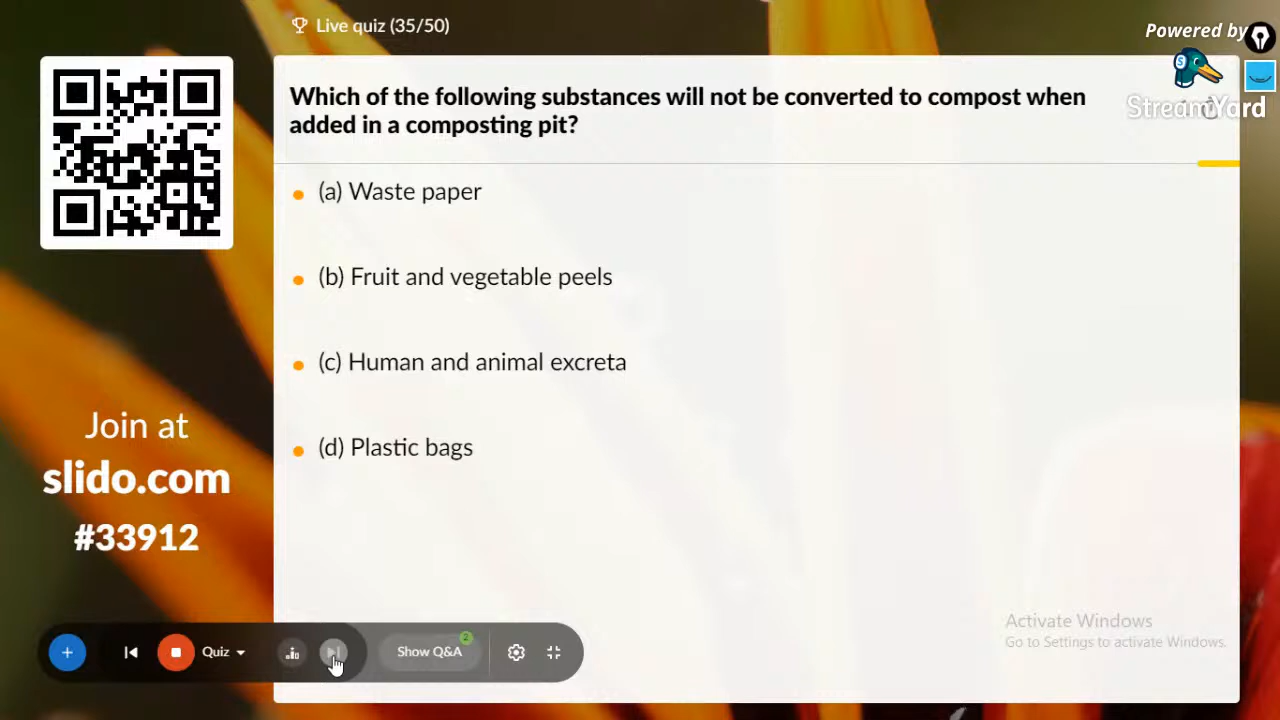 Live quiz (35/50)
Powered by
StreamYard
Which of the following substances will not be converted to compost when
added in a composting pit?
(a) Waste paper
(b) Fruit and vegetable peels
(c) Human and animal excreta
(d) Plastic bags
Join at
slido.com
#33912
Quiz
Show Q&A
2
Activate Windows
Go to Settings to activate Windows.